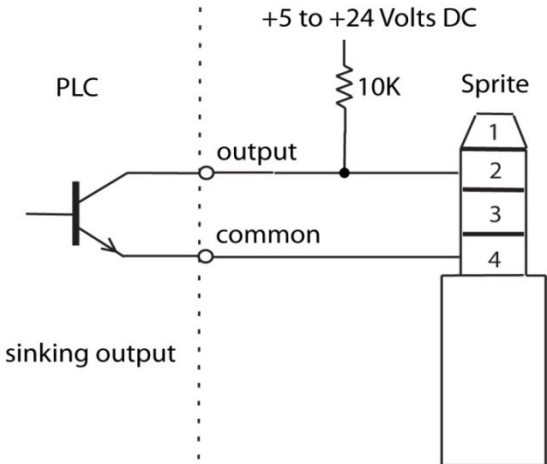 +5 to +24 Volts DC
PLC
10K
Sprite
1
output
2
3
common
4
sinking output